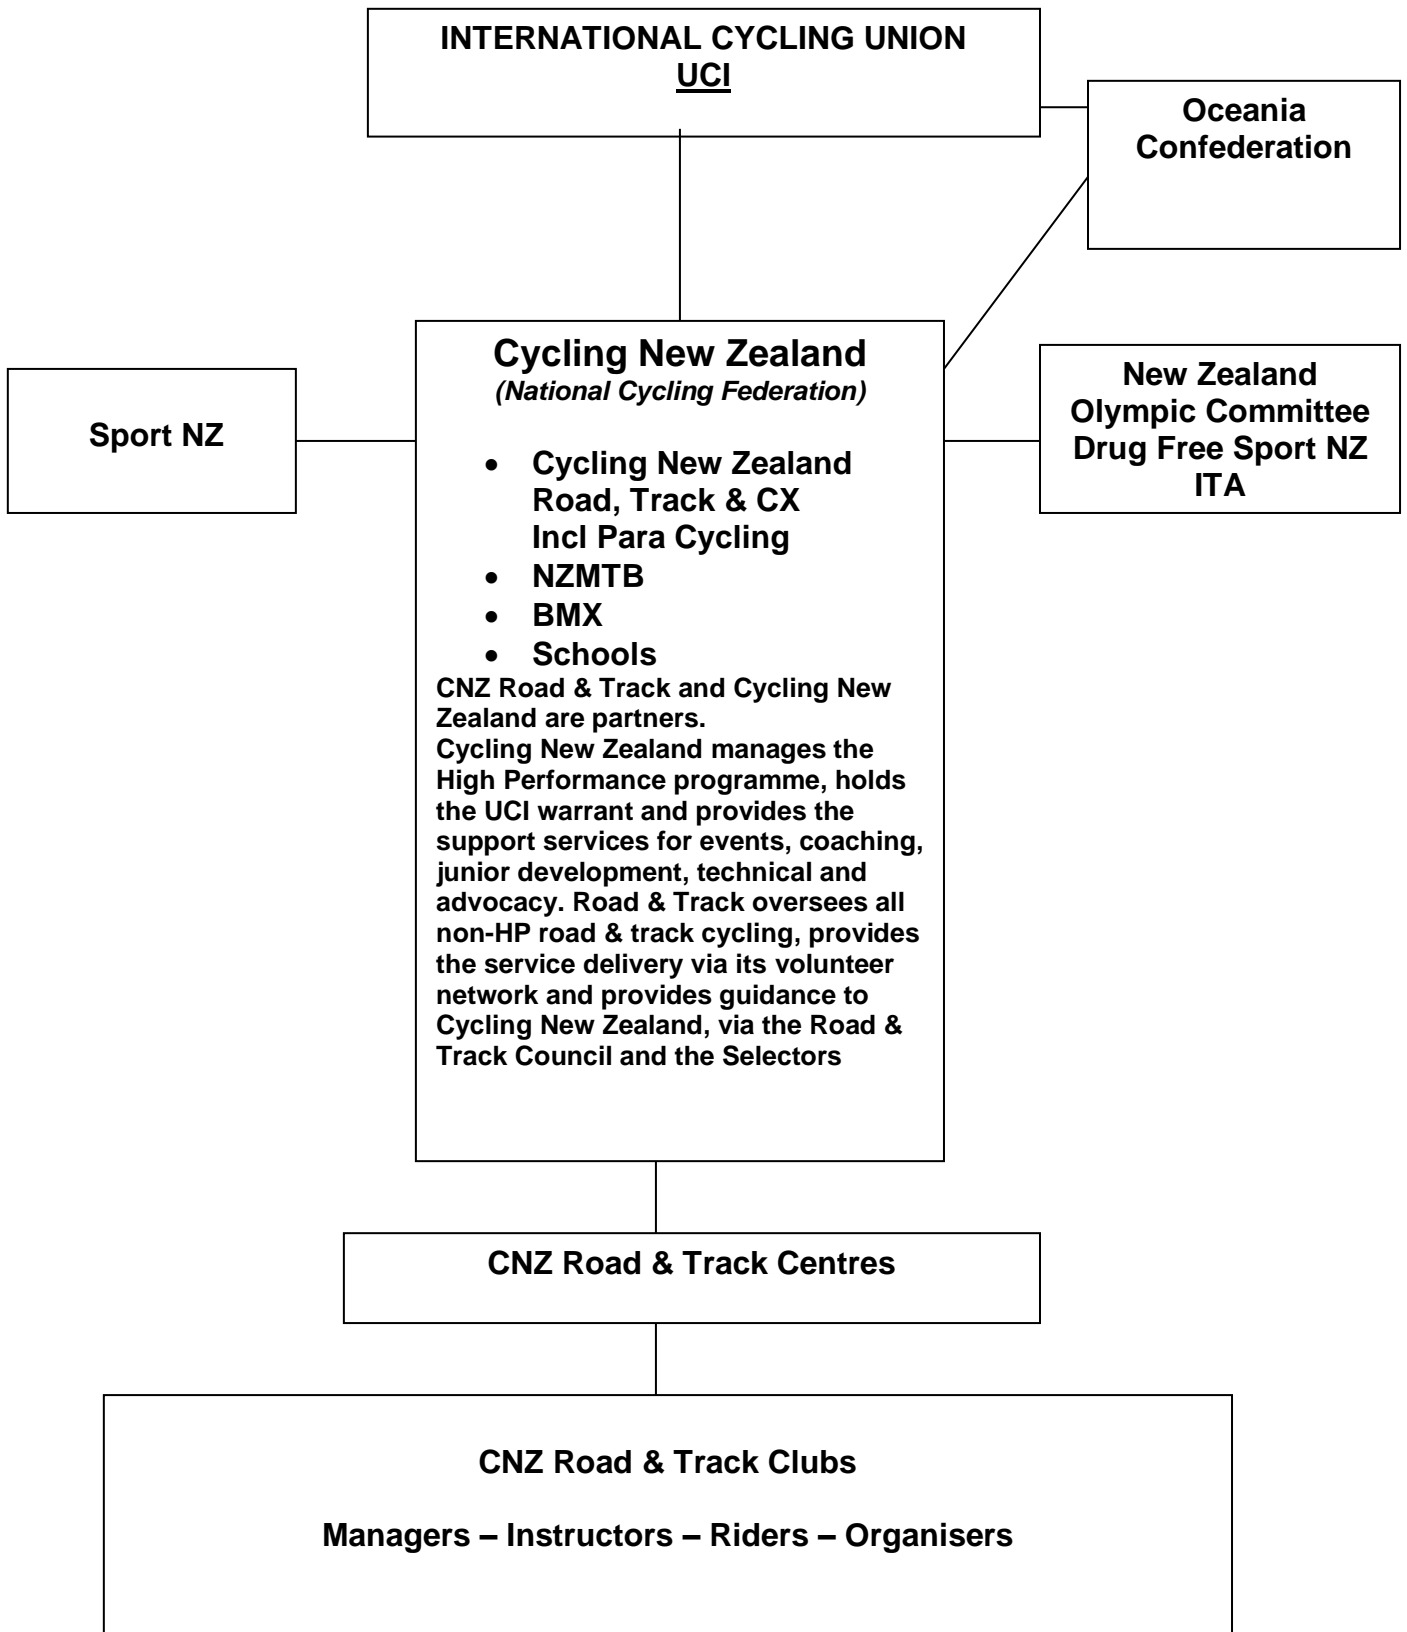 INTERNATIONAL CYCLING UNION
UCI
Oceania
Confederation
Cycling New Zealand
(National Cycling Federation)
• Cycling New Zealand
Road, Track & CX
Incl Para Cycling
• NZMTB
• BMX
• Schools
CNZ Road & Track and Cycling New
Zealand are partners.
Cycling New Zealand manages the
High Performance programme, holds
the UCI warrant and provides the
support services for events, coaching,
junior development, technical and
advocacy. Road & Track oversees all
non-HP road & track cycling, provides
the service delivery via its volunteer
network and provides guidance to
Cycling New Zealand, via the Road &
Track Council and the Selectors
Sport NZ
New Zealand
Olympic Committee
Drug Free Sport NZ
ITA
CNZ Road & Track Centres
CNZ Road & Track Clubs
Managers – Instructors – Riders – Organisers